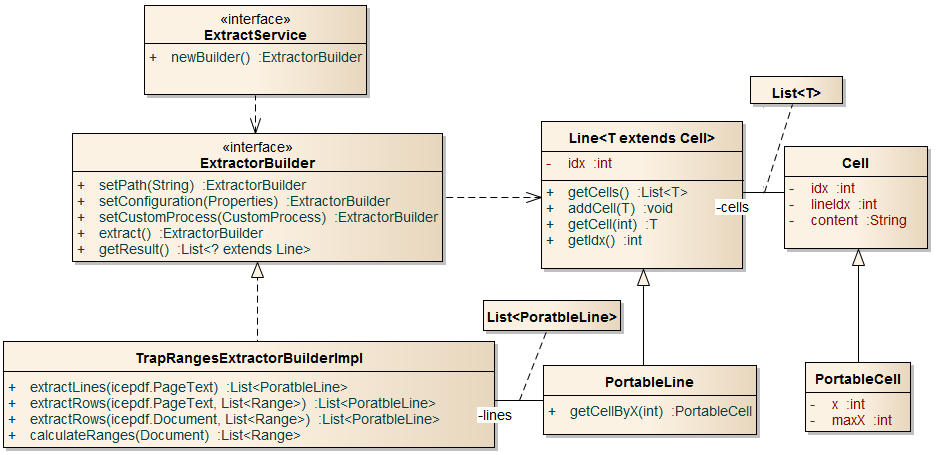 «interface»
ExtractService
+ newBuilder() :ExtractorBuilder
«interface»
ExtractorBuilder
+ setPath(String) :ExtractorBuilder
+ setConfiguration(Properties) :ExtractorBuilder
+ setCustomProcess(CustomProcess) :ExtractorBuilder
+ extract() :ExtractorBuilder
+ getResult() :List<? extends Line>
Line<T extends Cell>
- idx :int
+ getCells() :List<T>
+ addCell(T) :void
+ getCell(int) :T
+ getIdx() :int
List<T>
-cells
Cell
- idx :int
- lineIdx :int
- content :String
TrapRangesExtractorBuilderImpl
+ extractLines(icepdf.PageText) :List<PoratbleLine>
+ extractRows(icepdf.PageText, List<Range>) :List<PoratbleLine>
+ extractRows(icepdf.Document, List<Range>) :List<PoratbleLine>
+ calculateRanges(Document) :List<Range>
List<PoratbleLine>
-lines
PortableLine
+ getCellByX(int) :PortableCell
PortableCell
- x :int
- maxX :int